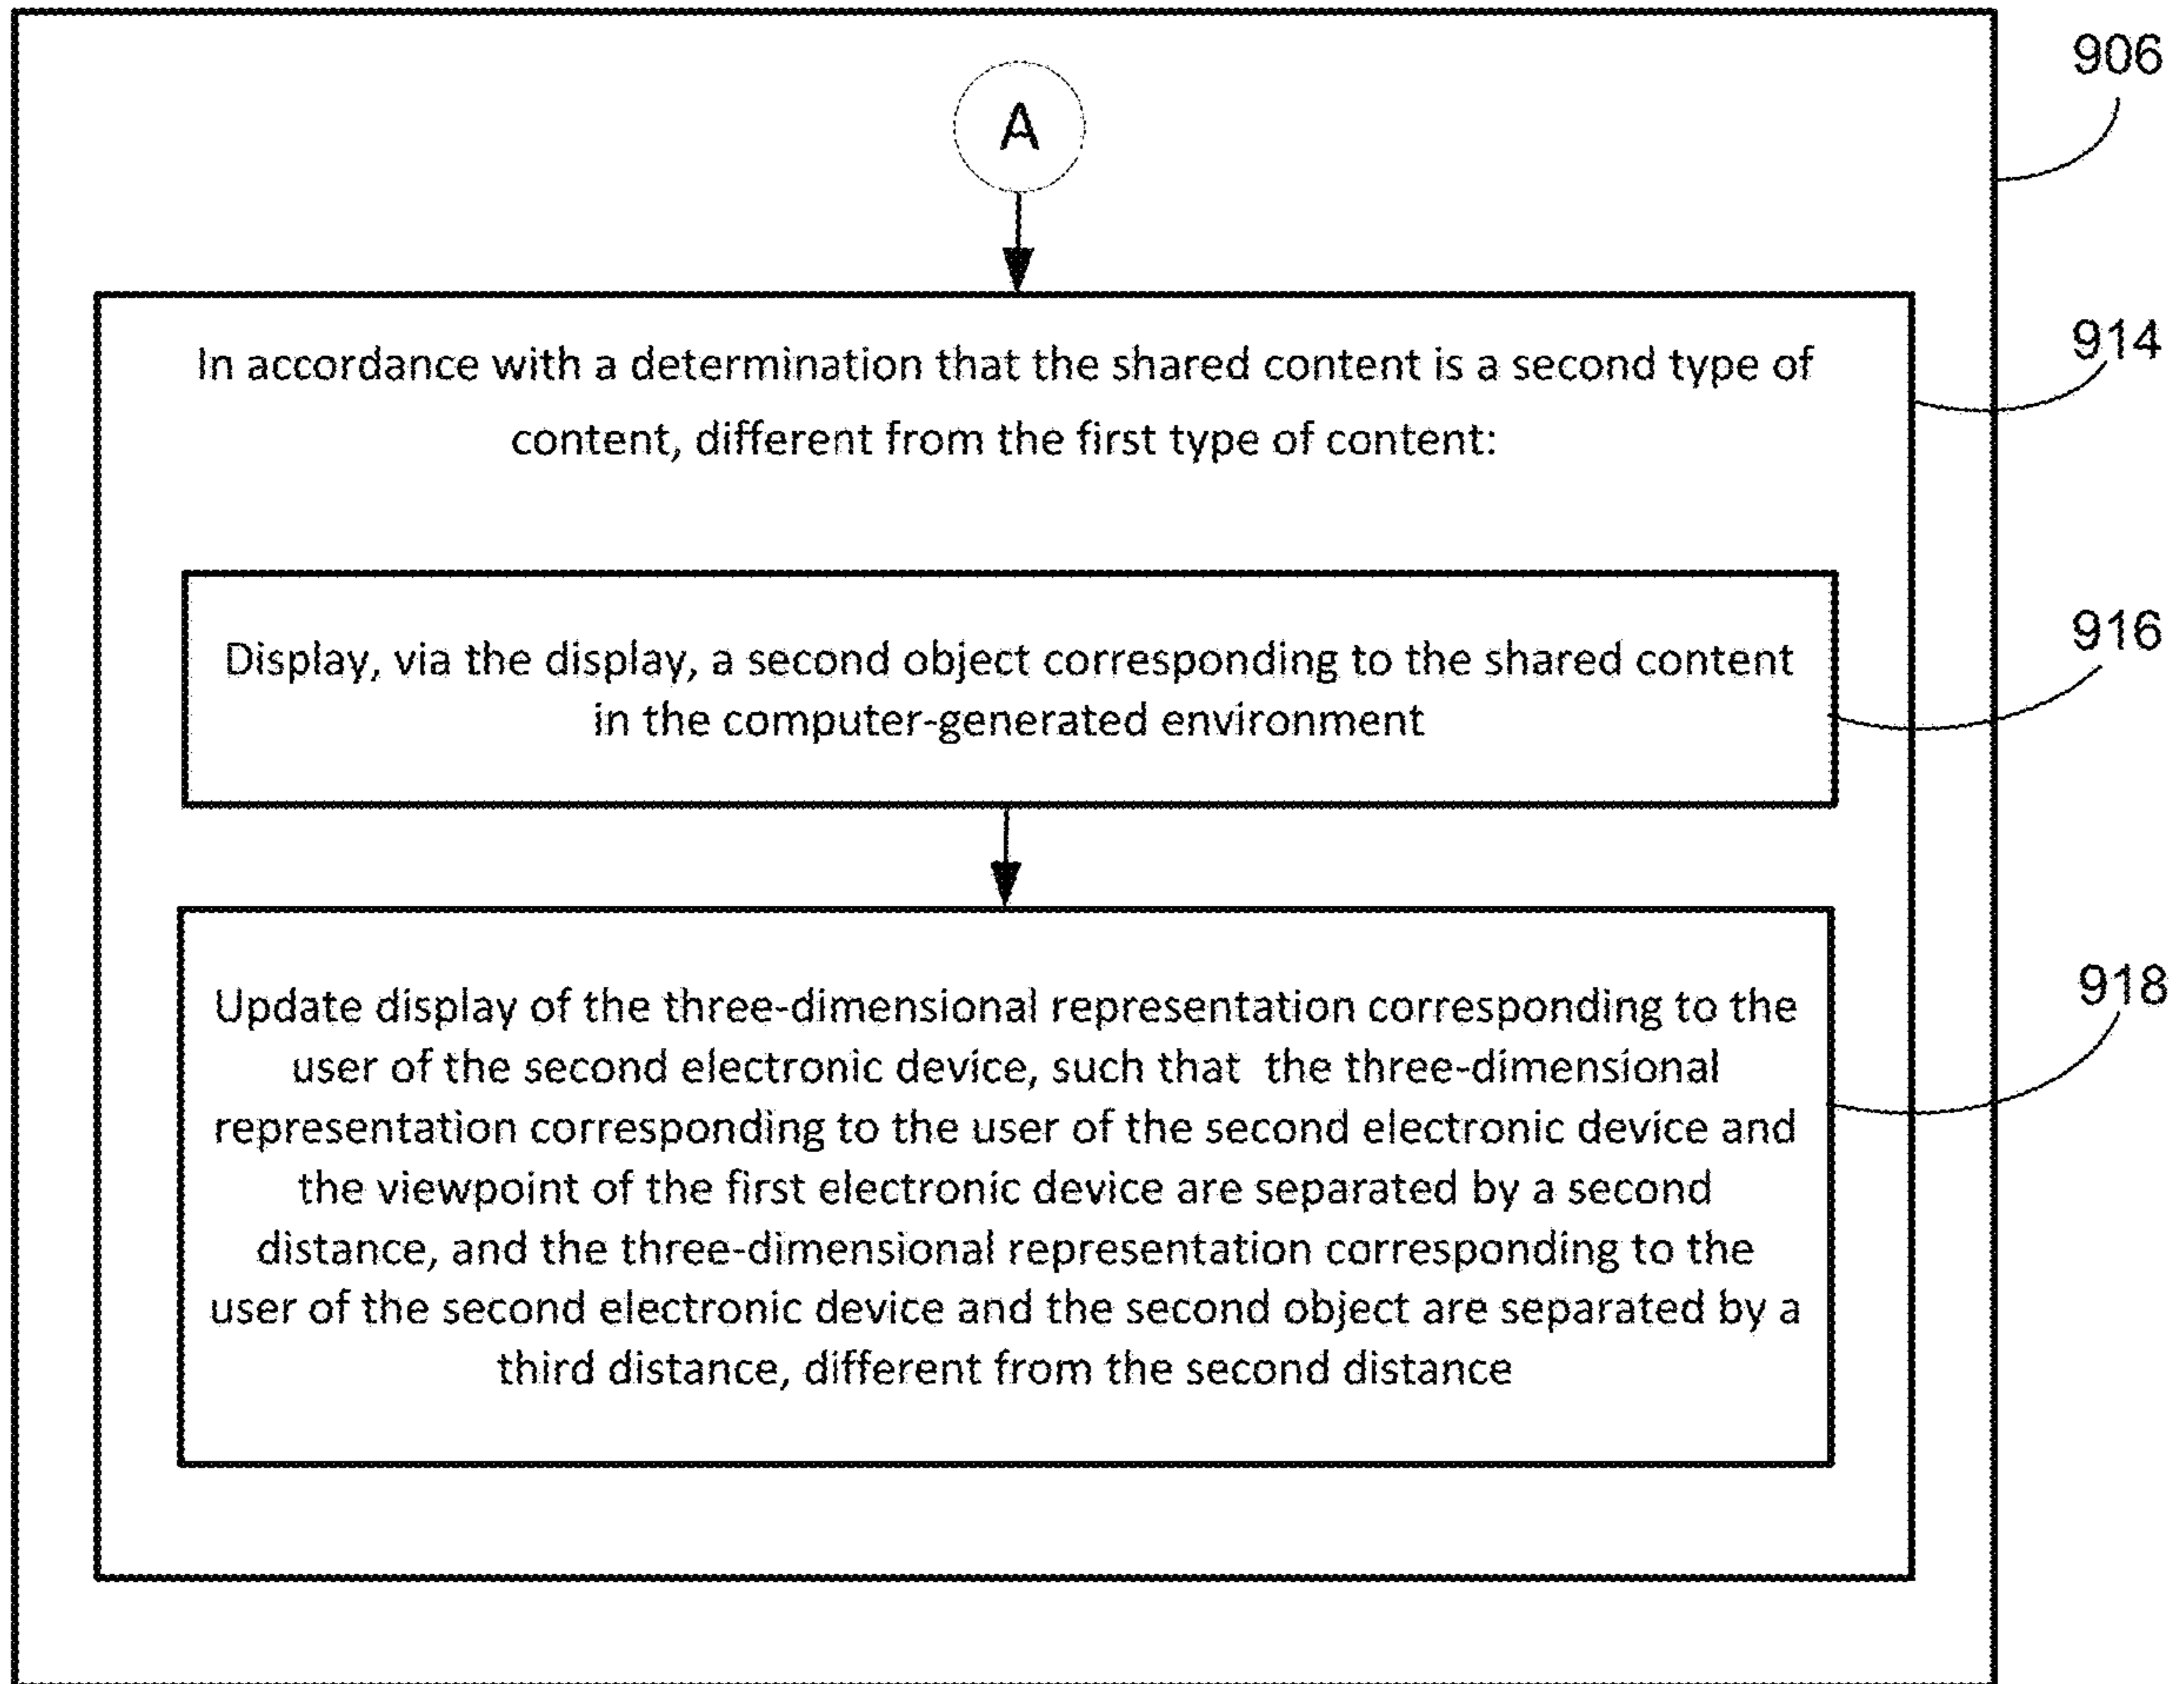 906
A
914
In accordance with a determination that the shared content is a second type of
content, different from the first type of content:
916
Display, via the display, a second object corresponding to the shared content
in the computer-generated environment
918
Update display of the three-dimensional representation corresponding to the
user of the second electronic device, such that the three-dimensional
representation corresponding to the user of the second electronic device and
the viewpoint of the first electronic device are separated by a second
distance, and the three-dimensional representation corresponding to the
user of the second electronic device and the second object are separated by a
third distance, different from the second distance